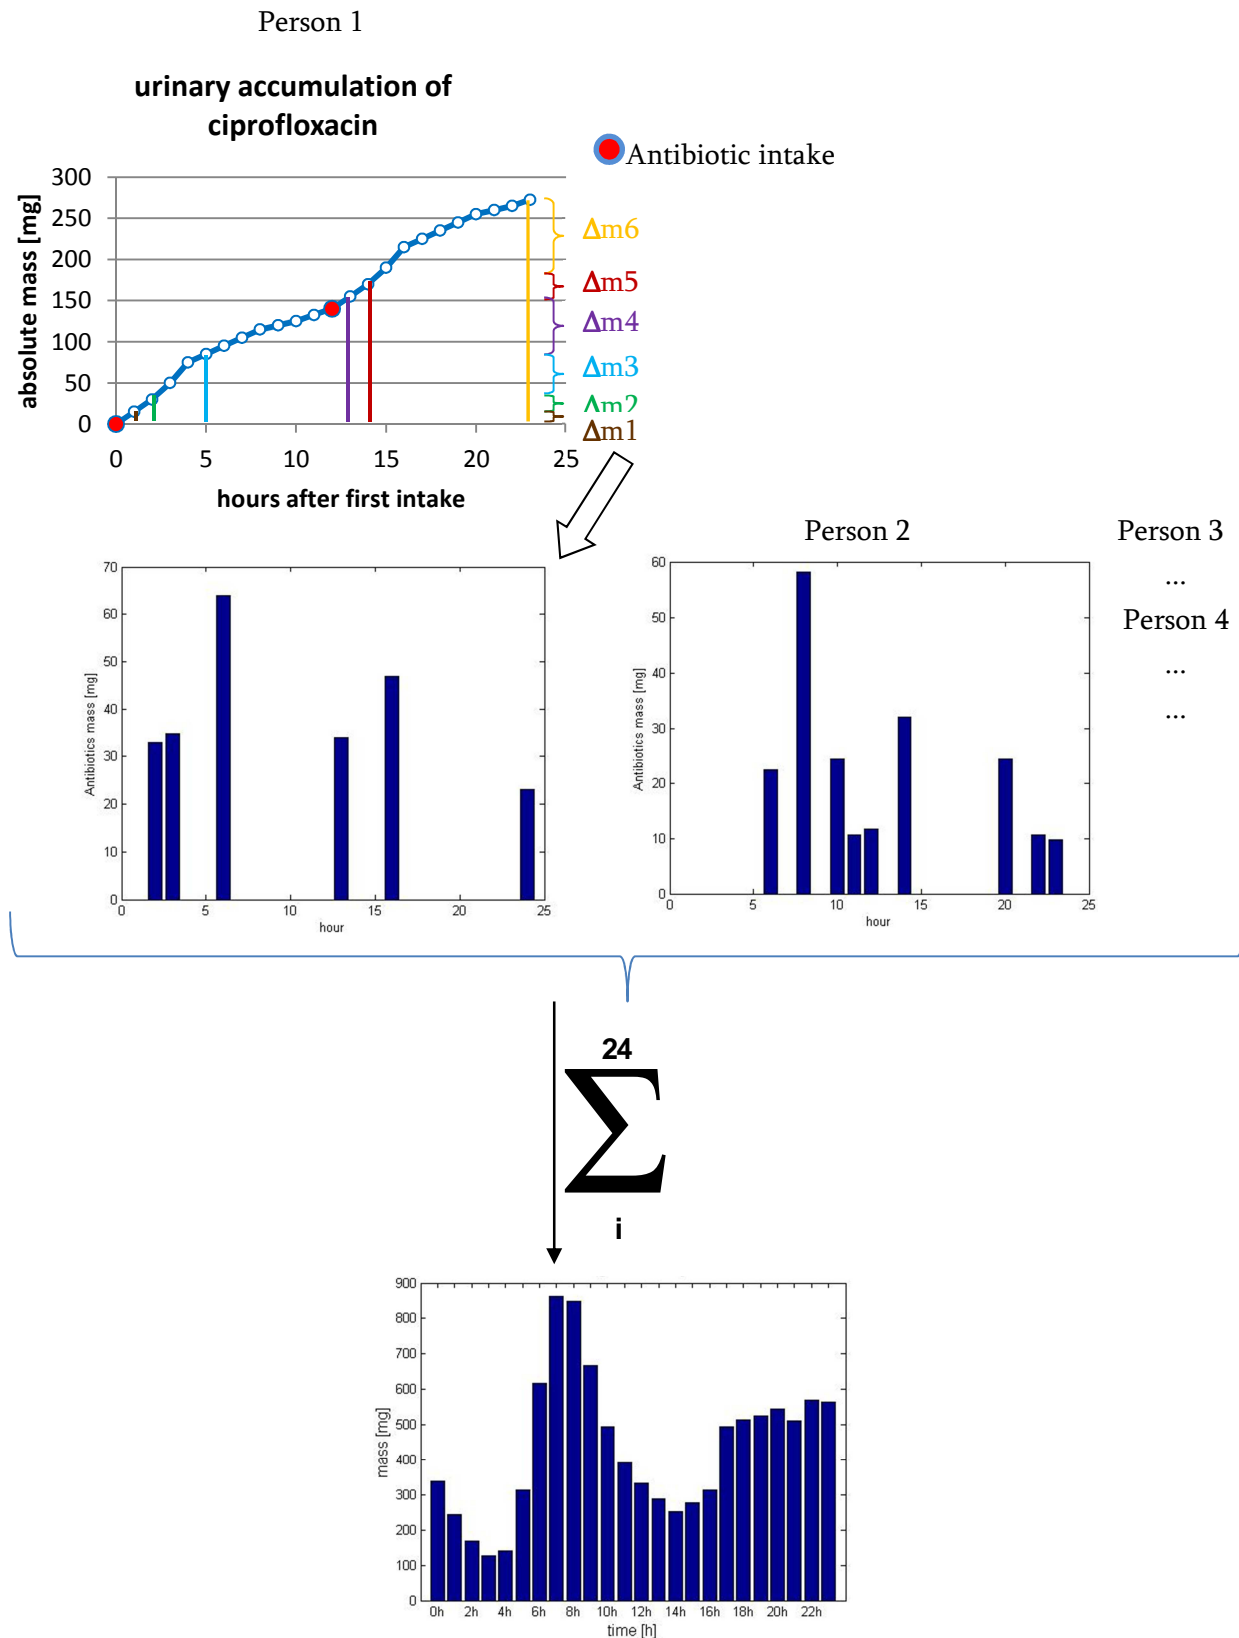 Person 1
urinary accumulation of
ciprofloxacin
Antibiotic intake
300
250
200
150
100
50
0
absolute mass [mg]
0 5 10 15 20 25
hours after first intake
Δm6
Δm5
Δm4
Δm3
Δm2
Δm1
Person 2
Person 3
...
Person 4
...
...
70
60
50
40
30
20
10
0
Antibiotics mass [mg]
0 5 10 15 20 25
hour
60
50
40
30
20
10
0
Antibiotics mass [mg]
0 5 10 15 20 25
hour
24
Σ
i
900
800
700
600
500
400
300
200
100
0
mass [mg]
0h 2h 4h 6h 8h 10h 12h 14h 16h 18h 20h 22h
time [h]